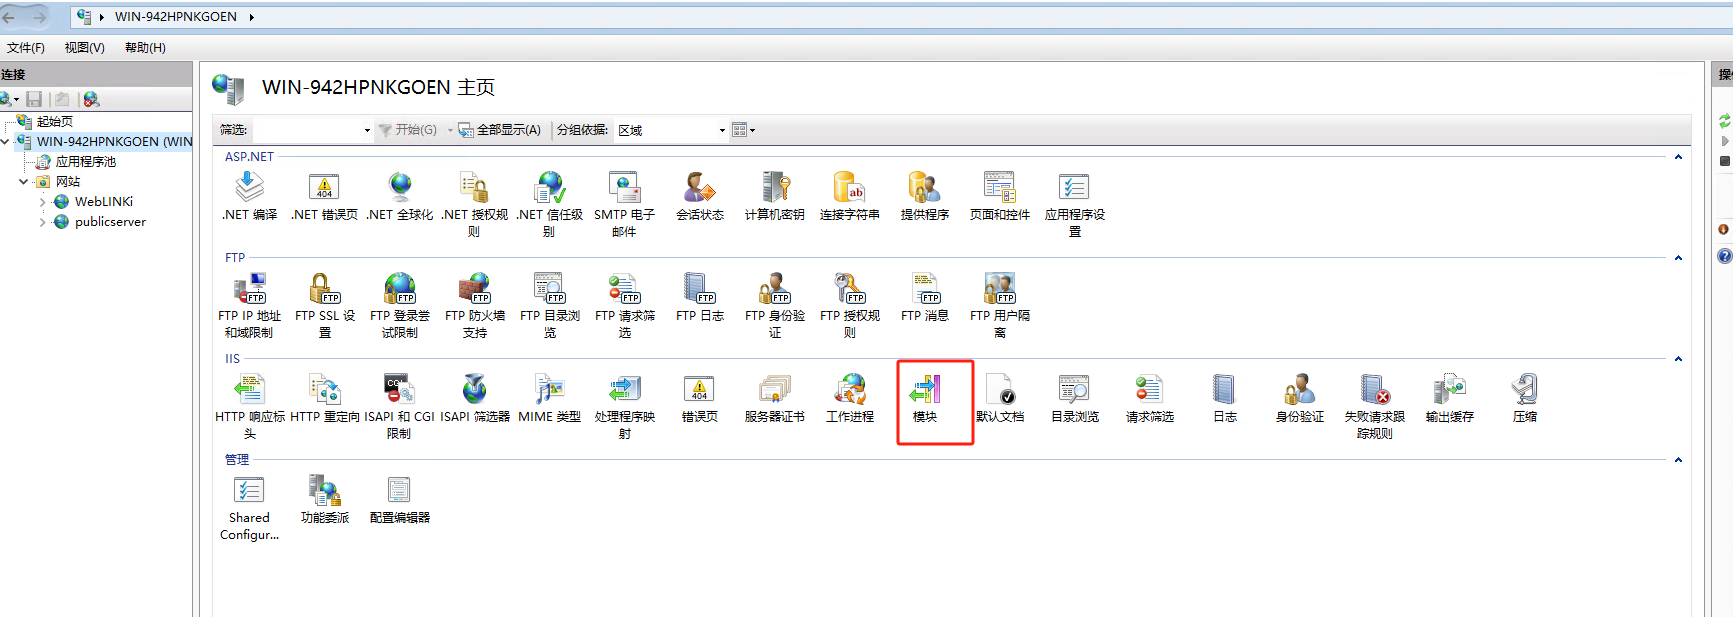 WIN-942HPNKGOEN
文件(F) 视图(V) 帮助(H)
连接
起始页
WIN-942HPNKGOEN (WIN
应用程序池
网站
WebLINKi
publicserver
WIN-942HPNKGOEN 主页
筛选: 开始(G) 全部显示(A) 分组依据: 区域
ASP.NET
.NET 编译 .NET 错误页 .NET 全球化 .NET 授权规 .NET 信任级 SMTP 电子 会话状态 计算机密钥 连接字符串 提供程序 页面和控件 应用程序设
则 别 邮件 置
FTP
FTP IP 地址 FTP SSL 设 FTP 登录尝 FTP 防火墙 FTP 目录浏 FTP 请求筛 FTP 日志 FTP 身份验 FTP 授权规 FTP 消息 FTP 用户隔
和域限制 置 试限制 支持 览 选 证 则 离
IIS
HTTP 响应标 HTTP 重定向 ISAPI 和 CGI ISAPI 筛选器 MIME 类型 处理程序映 错误页 服务器证书 工作进程 模块 默认文档 目录浏览 请求筛选 日志 身份验证 失败请求跟 输出缓存 压缩
头 限制 射 踪规则
管理
Shared 功能委派 配置编辑器
Configur...